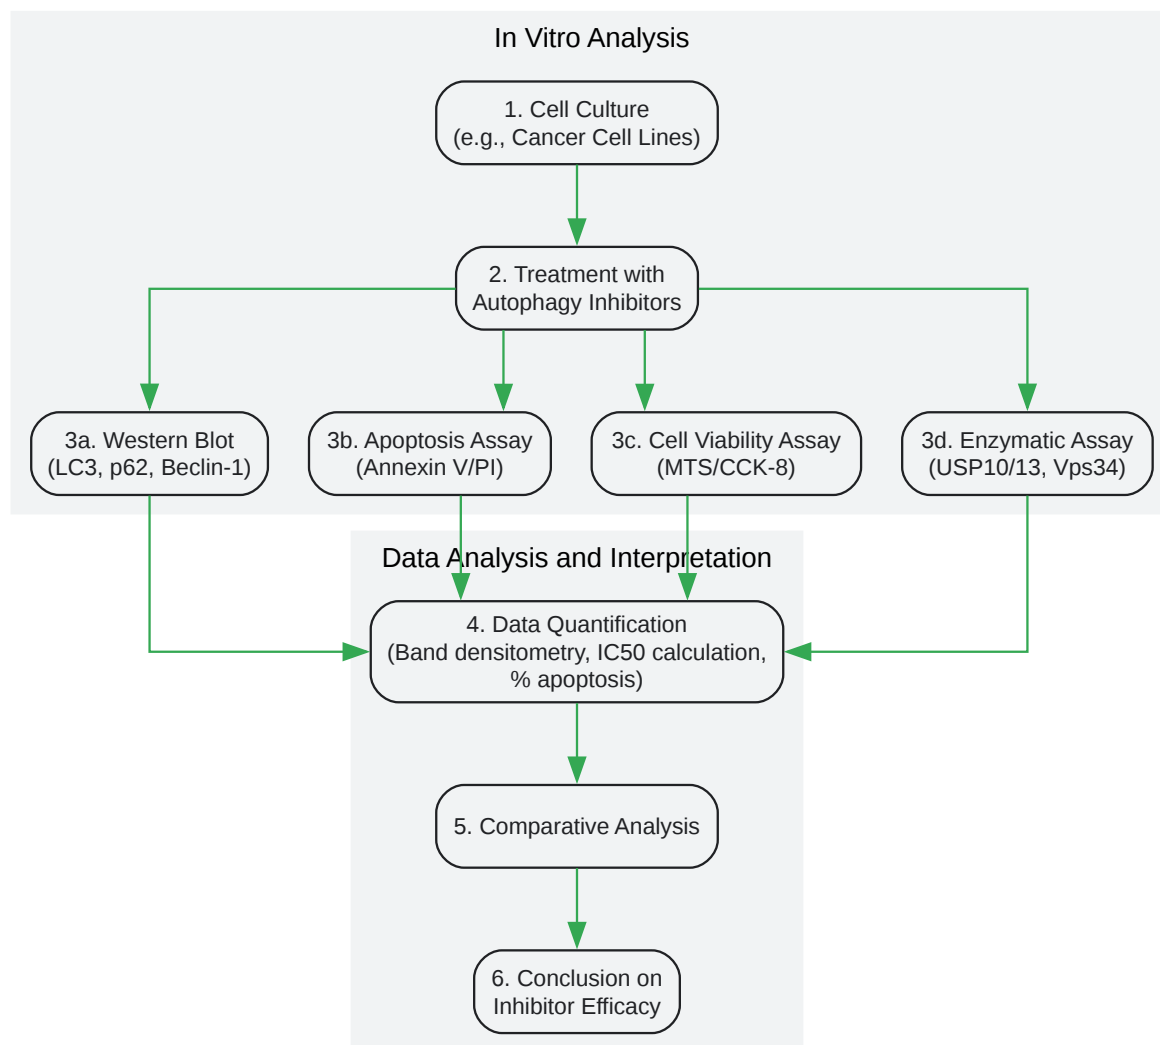 In Vitro Analysis
1. Cell Culture
(e.g., Cancer Cell Lines)
2. Treatment with
Autophagy Inhibitors
3a. Western Blot
(LC3, p62, Beclin-1)
3b. Apoptosis Assay
(Annexin V/PI)
3c. Cell Viability Assay
(MTS/CCK-8)
3d. Enzymatic Assay
(USP10/13, Vps34)
Data Analysis and Interpretation
4. Data Quantification
(Band densitometry, IC50 calculation,
% apoptosis)
5. Comparative Analysis
6. Conclusion on
Inhibitor Efficacy